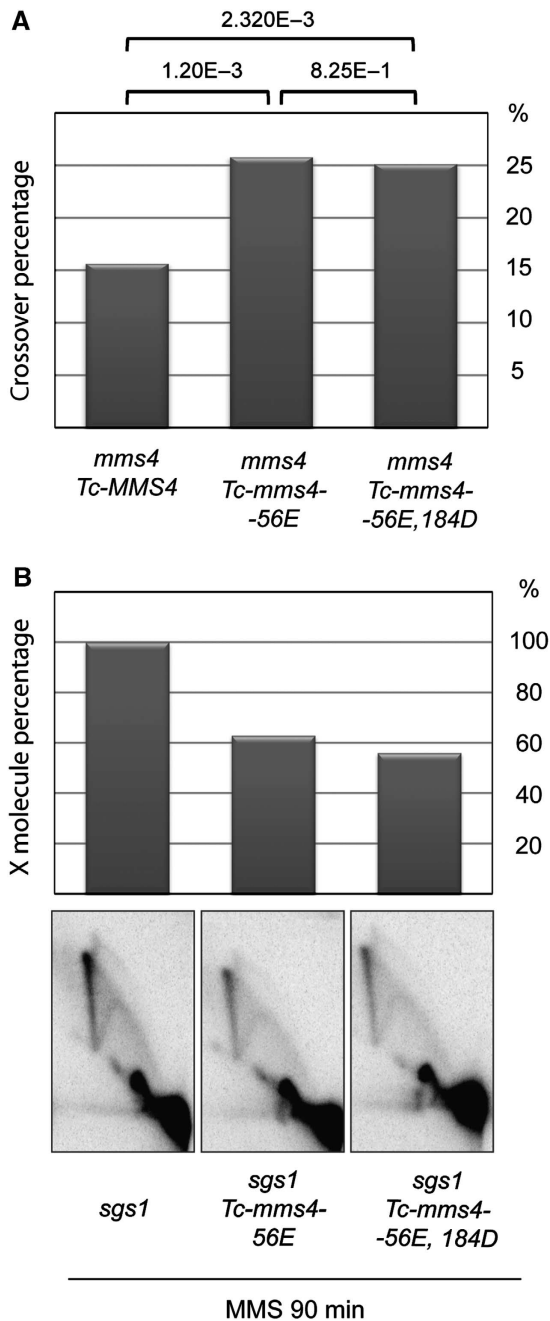 A
2.320E–3
1.20E–3 8.25E–1
%
Crossover percentage
25
20
15
10
5
mms4
Tc-MMS4
mms4
Tc-mms4-
-56E
mms4
Tc-mms4-
-56E,184D
B
%
X molecule percentage
100
80
60
40
20
sgs1
sgs1
Tc-mms4-
56E
sgs1
Tc-mms4-
-56E, 184D
MMS 90 min